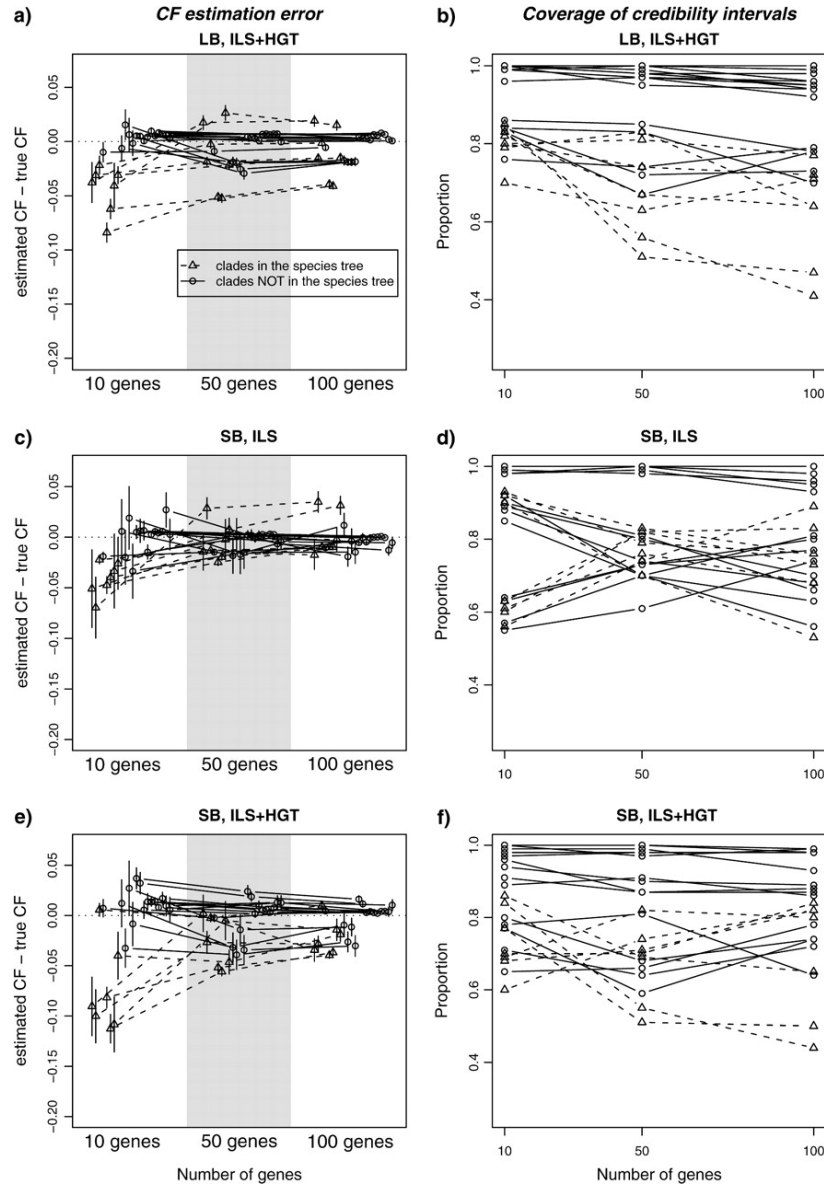 a) CF estimation error
b) Coverage of credibility intervals
LB, ILS+HGT
LB, ILS+HGT
estimated CF − true CF
0.05
0.00
−0.05
−0.10
−0.15
−0.20
clades in the species tree
clades NOT in the species tree
10 genes 50 genes 100 genes
Proportion
1.0
0.8
0.6
0.4
10 50 100
c) SB, ILS
estimated CF − true CF
0.05
0.00
−0.05
−0.10
−0.15
−0.20
10 genes 50 genes 100 genes
d) SB, ILS
Proportion
1.0
0.8
0.6
0.4
10 50 100
e) SB, ILS+HGT
estimated CF − true CF
0.05
0.00
−0.05
−0.10
−0.15
−0.20
10 genes 50 genes 100 genes
Number of genes
f) SB, ILS+HGT
Proportion
1.0
0.8
0.6
0.4
10 50 100
Number of genes